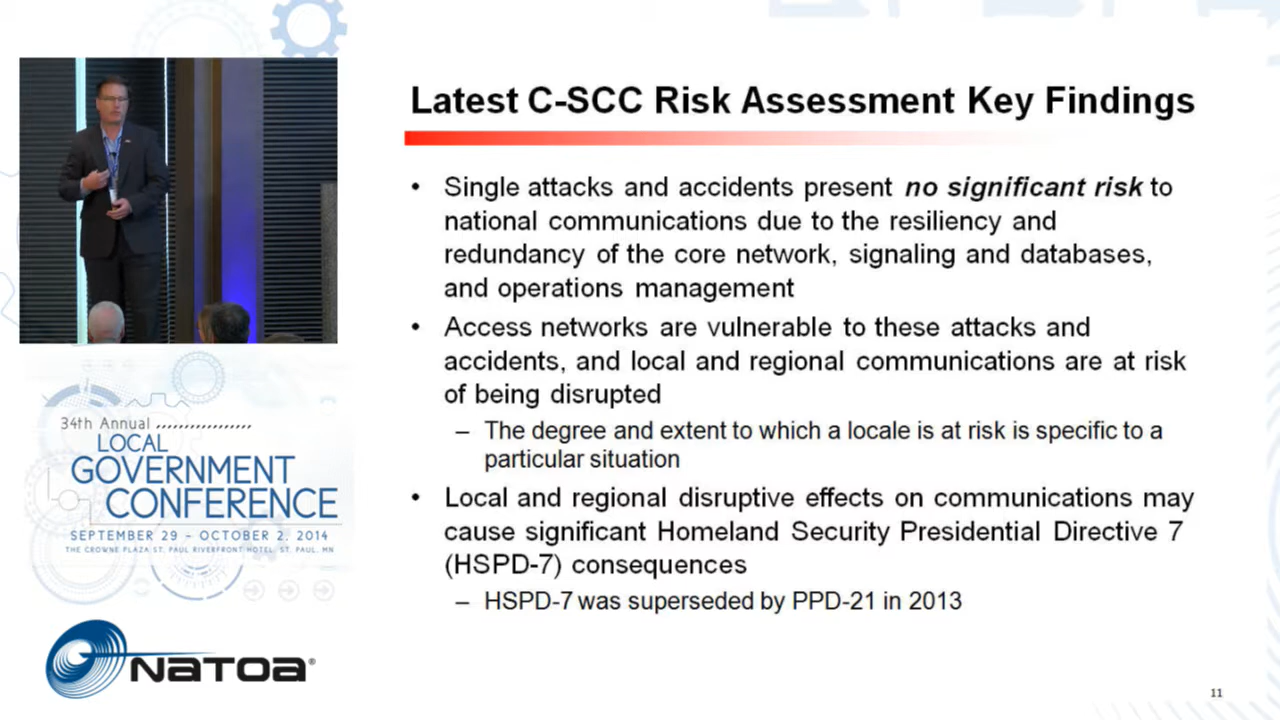 Latest C-SCC Risk Assessment Key Findings
• Single attacks and accidents present no significant risk to
national communications due to the resiliency and
redundancy of the core network, signaling and databases,
and operations management
• Access networks are vulnerable to these attacks and
accidents, and local and regional communications are at risk
of being disrupted
– The degree and extent to which a locale is at risk is specific to a
particular situation
• Local and regional disruptive effects on communications may
cause significant Homeland Security Presidential Directive 7
(HSPD-7) consequences
– HSPD-7 was superseded by PPD-21 in 2013
34th Annual
LOCAL
GOVERNMENT
CONFERENCE
SEPTEMBER 29 - OCTOBER 2, 2014
THE CROWNE PLAZA ST. PAUL RIVERFRONT HOTEL, ST. PAUL, MN
NATOA®
11